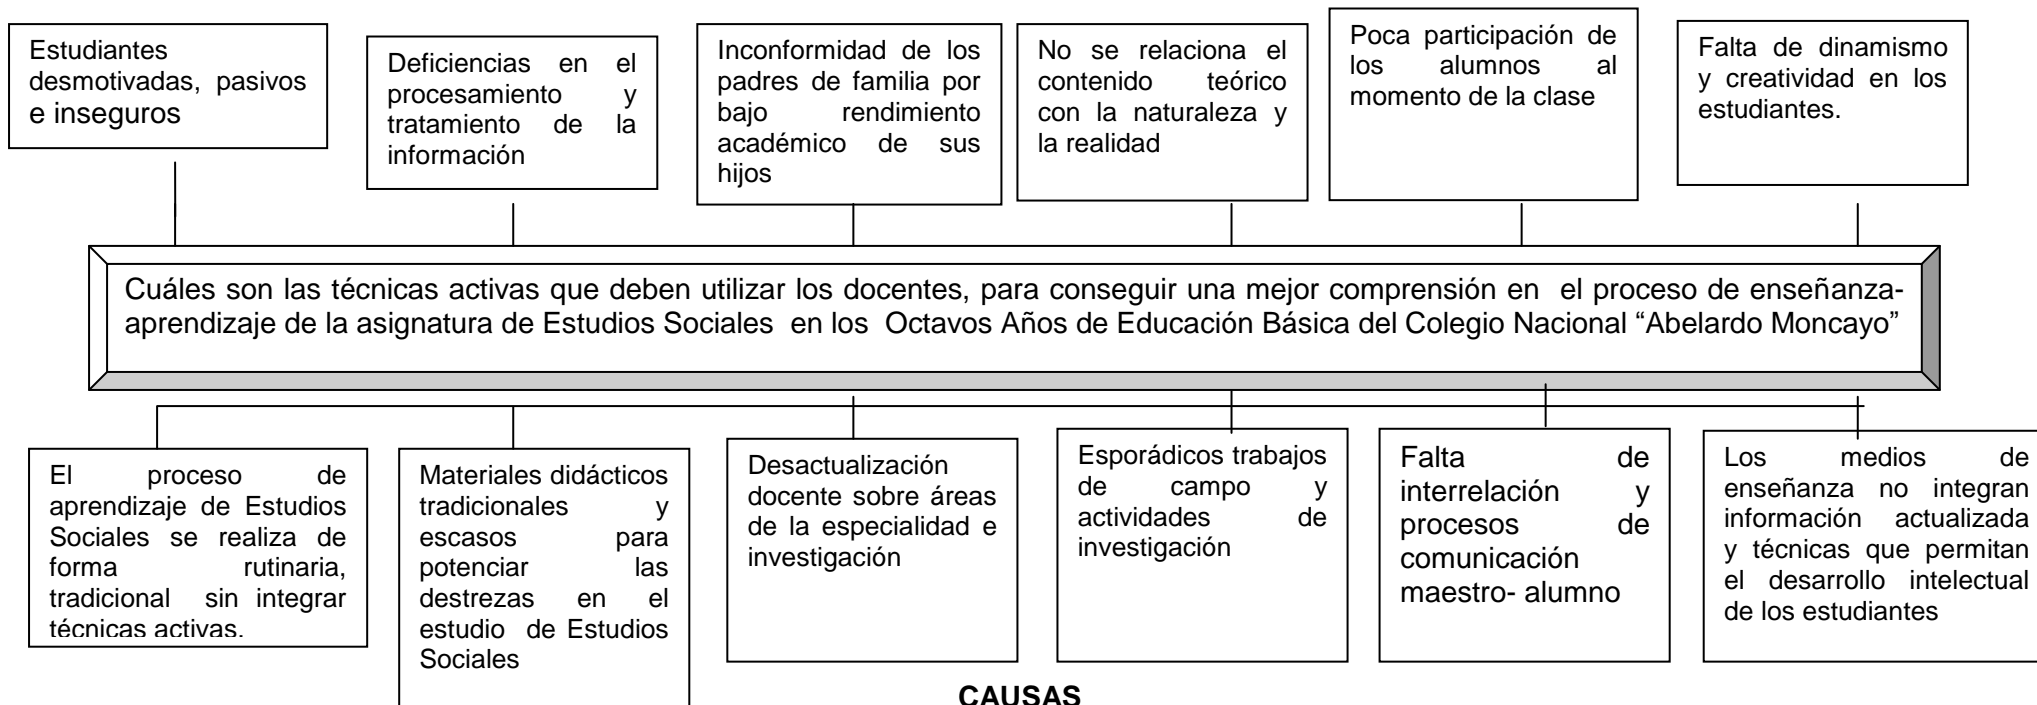 Estudiantes
desmotivadas, pasivos
e inseguros
Deficiencias en el
procesamiento y
tratamiento de la
información
Inconformidad de los
padres de familia por
bajo rendimiento
académico de sus
hijos
No se relaciona el
contenido teórico
con la naturaleza y
la realidad
Poca participación de
los alumnos al
momento de la clase
Falta de dinamismo
y creatividad en los
estudiantes.
Cuáles son las técnicas activas que deben utilizar los docentes, para conseguir una mejor comprensión en el proceso de enseñanza-
aprendizaje de la asignatura de Estudios Sociales en los Octavos Años de Educación Básica del Colegio Nacional “Abelardo Moncayo”
El proceso de
aprendizaje de Estudios
Sociales se realiza de
forma rutinaria,
tradicional sin integrar
técnicas activas.
Materiales didácticos
tradicionales y
escasos para
potenciar las
destrezas en el
estudio de Estudios
Sociales
Desactualización
docente sobre áreas
de la especialidad e
investigación
Esporádicos trabajos
de campo y
actividades de
investigación
Falta de
interrelación y
procesos de
comunicación
maestro- alumno
Los medios de
enseñanza no integran
información actualizada
y técnicas que permitan
el desarrollo intelectual
de los estudiantes
CAUSAS